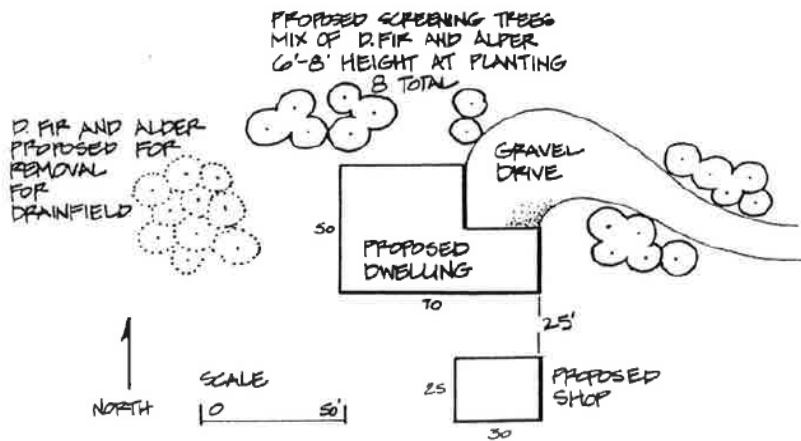 PROPOSED SCREENING TREES
MIX OF D.FIR AND ALDER
6'-8' HEIGHT AT PLANTING
8 TOTAL
D. FIR AND ALDER
PROPOSED FOR
REMOVAL
FOR
DRAINFIELD
GRAVEL
DRIVE
50
PROPOSED
DWELLING
70
25'
NORTH
SCALE
0 50'
25
30
PROPOSED
SHOP